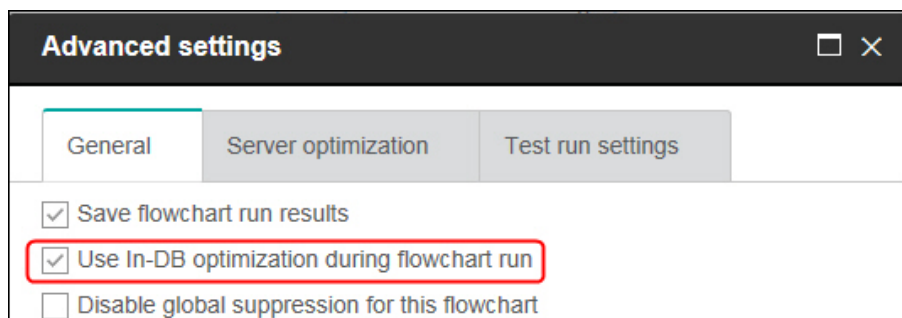 Advanced settings
General Server optimization Test run settings
Save flowchart run results
Use In-DB optimization during flowchart run
Disable global suppression for this flowchart